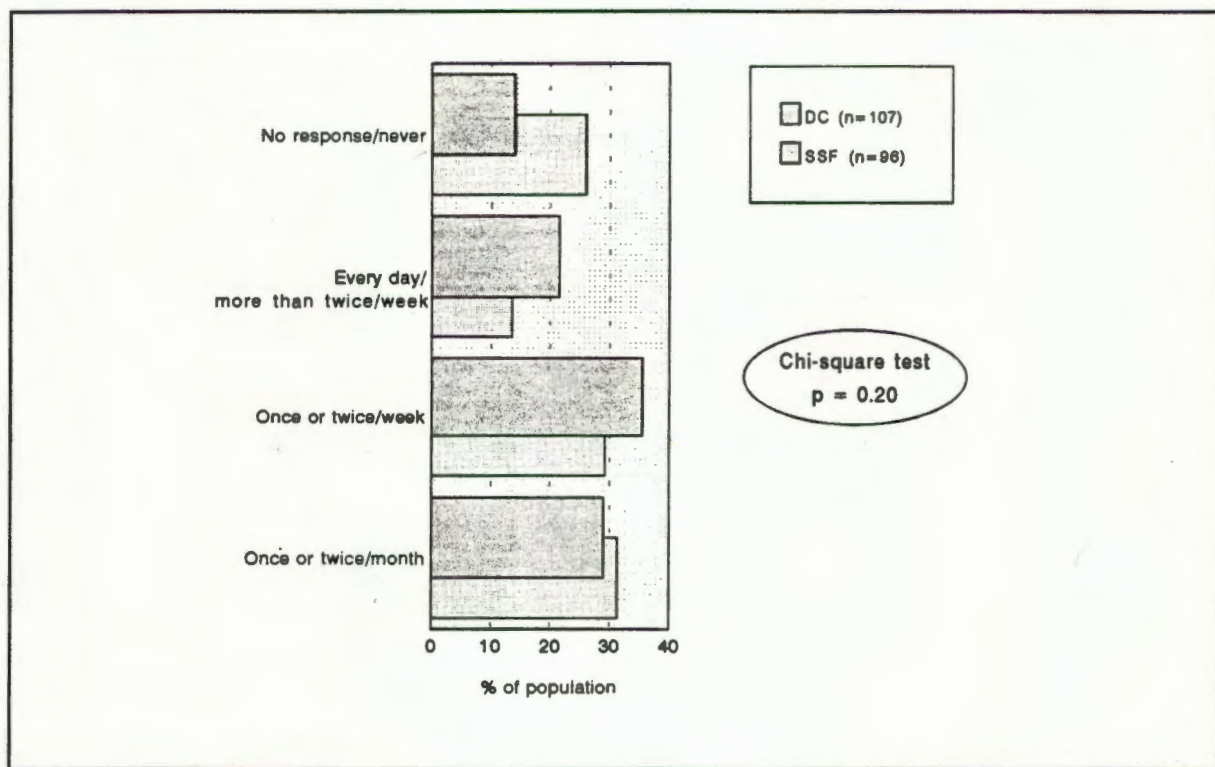 No response/never
Every day/
more than twice/week
Once or twice/week
Once or twice/month
0 10 20 30 40
% of population
DC (n=107)
SSF (n=96)
Chi-square test
p = 0.20